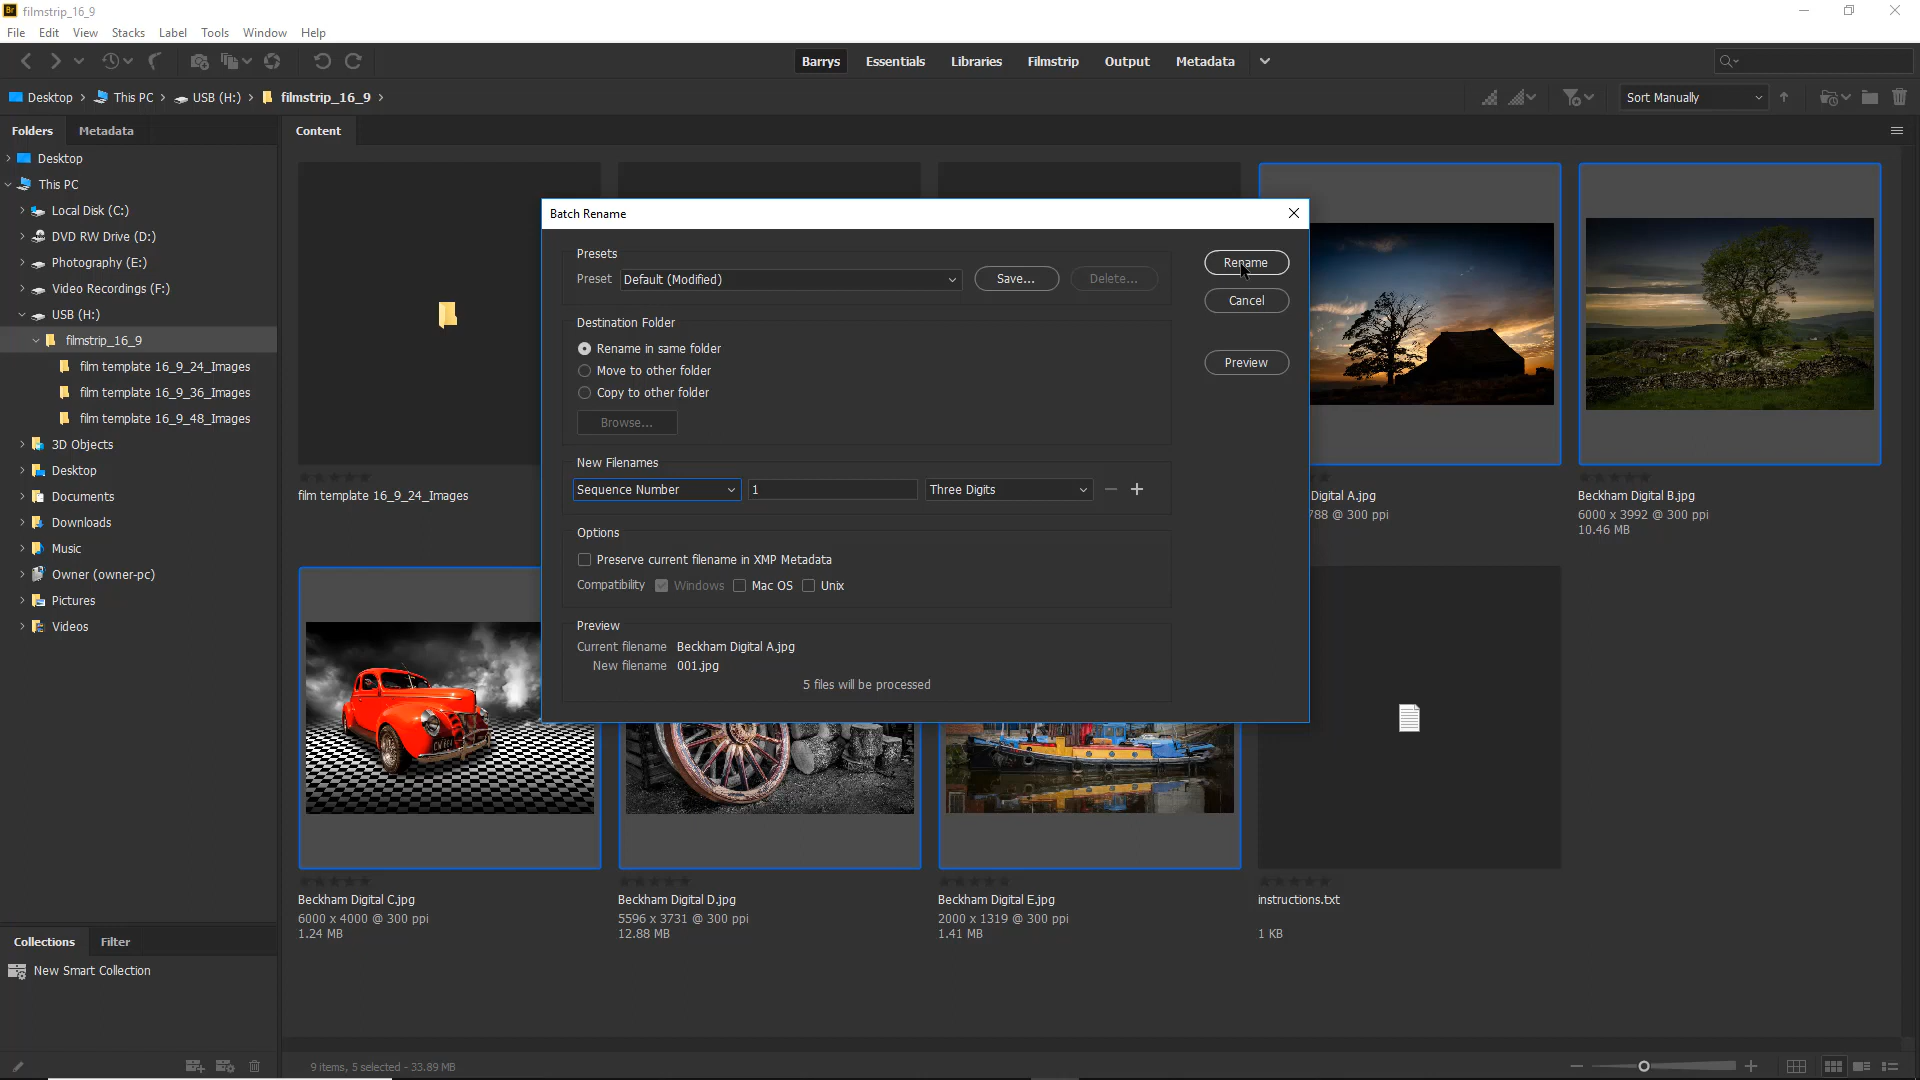 Br filmstrip_16_9
File Edit View Stacks Label Tools Window Help
Barrys Essentials Libraries Filmstrip Output Metadata
Desktop This PC USB (H:) filmstrip_16_9
Sort Manually
Folders Metadata
Content
Desktop
This PC
Local Disk (C:)
DVD RW Drive (D:)
Photography (E:)
Video Recordings (F:)
USB (H:)
filmstrip_16_9
film template 16_9_24_Images
film template 16_9_36_Images
film template 16_9_48_Images
3D Objects
Desktop
Documents
Downloads
Music
Owner (owner-pc)
Pictures
Videos
Collections Filter
New Smart Collection
Batch Rename
Presets
Preset Default (Modified) Save... Delete...
Rename
Cancel
Preview
Destination Folder
Rename in same folder
Move to other folder
Copy to other folder
Browse...
New Filenames
Sequence Number 1 Three Digits
Options
Preserve current filename in XMP Metadata
Compatibility Windows Mac OS Unix
Preview
Current filename Beckham Digital A.jpg
New filename 001.jpg
5 files will be processed
film template 16_9_24_Images
Digital A.jpg
788 @ 300 ppi
Beckham Digital B.jpg
6000 x 3992 @ 300 ppi
10.46 MB
Beckham Digital C.jpg
6000 x 4000 @ 300 ppi
1.24 MB
Beckham Digital D.jpg
5596 x 3731 @ 300 ppi
12.88 MB
Beckham Digital E.jpg
2000 x 1319 @ 300 ppi
1.41 MB
instructions.txt
1 KB
9 items, 5 selected - 33.89 MB